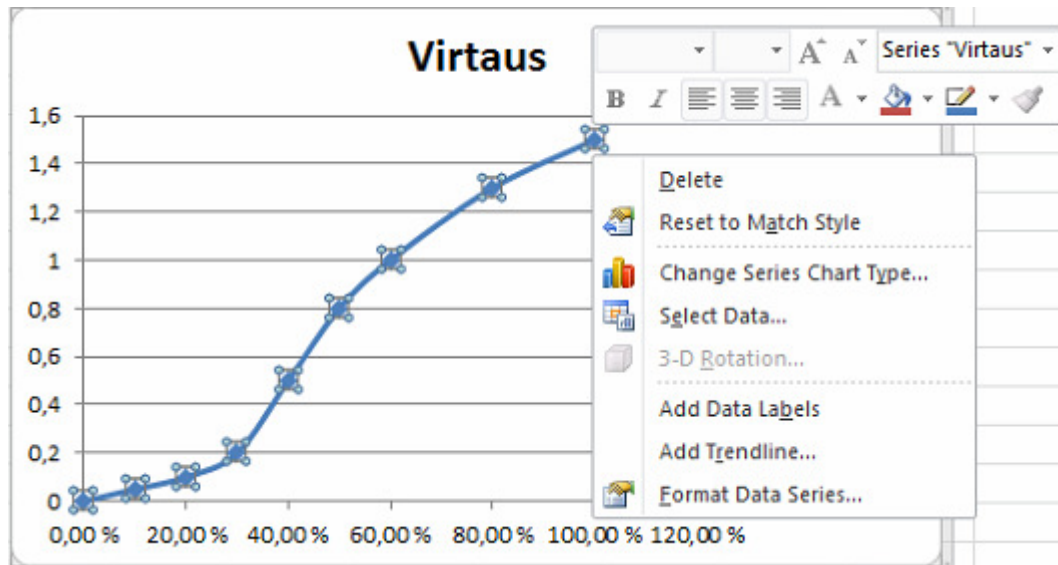 Virtaus
Series "Virtaus"
A A
B I A
1,6
1,4
1,2
1
0,8
0,6
0,4
0,2
0
0,00 % 20,00 % 40,00 % 60,00 % 80,00 % 100,00 % 120,00 %
Delete
Reset to Match Style
Change Series Chart Type...
Select Data...
3-D Rotation...
Add Data Labels
Add Trendline...
Format Data Series...